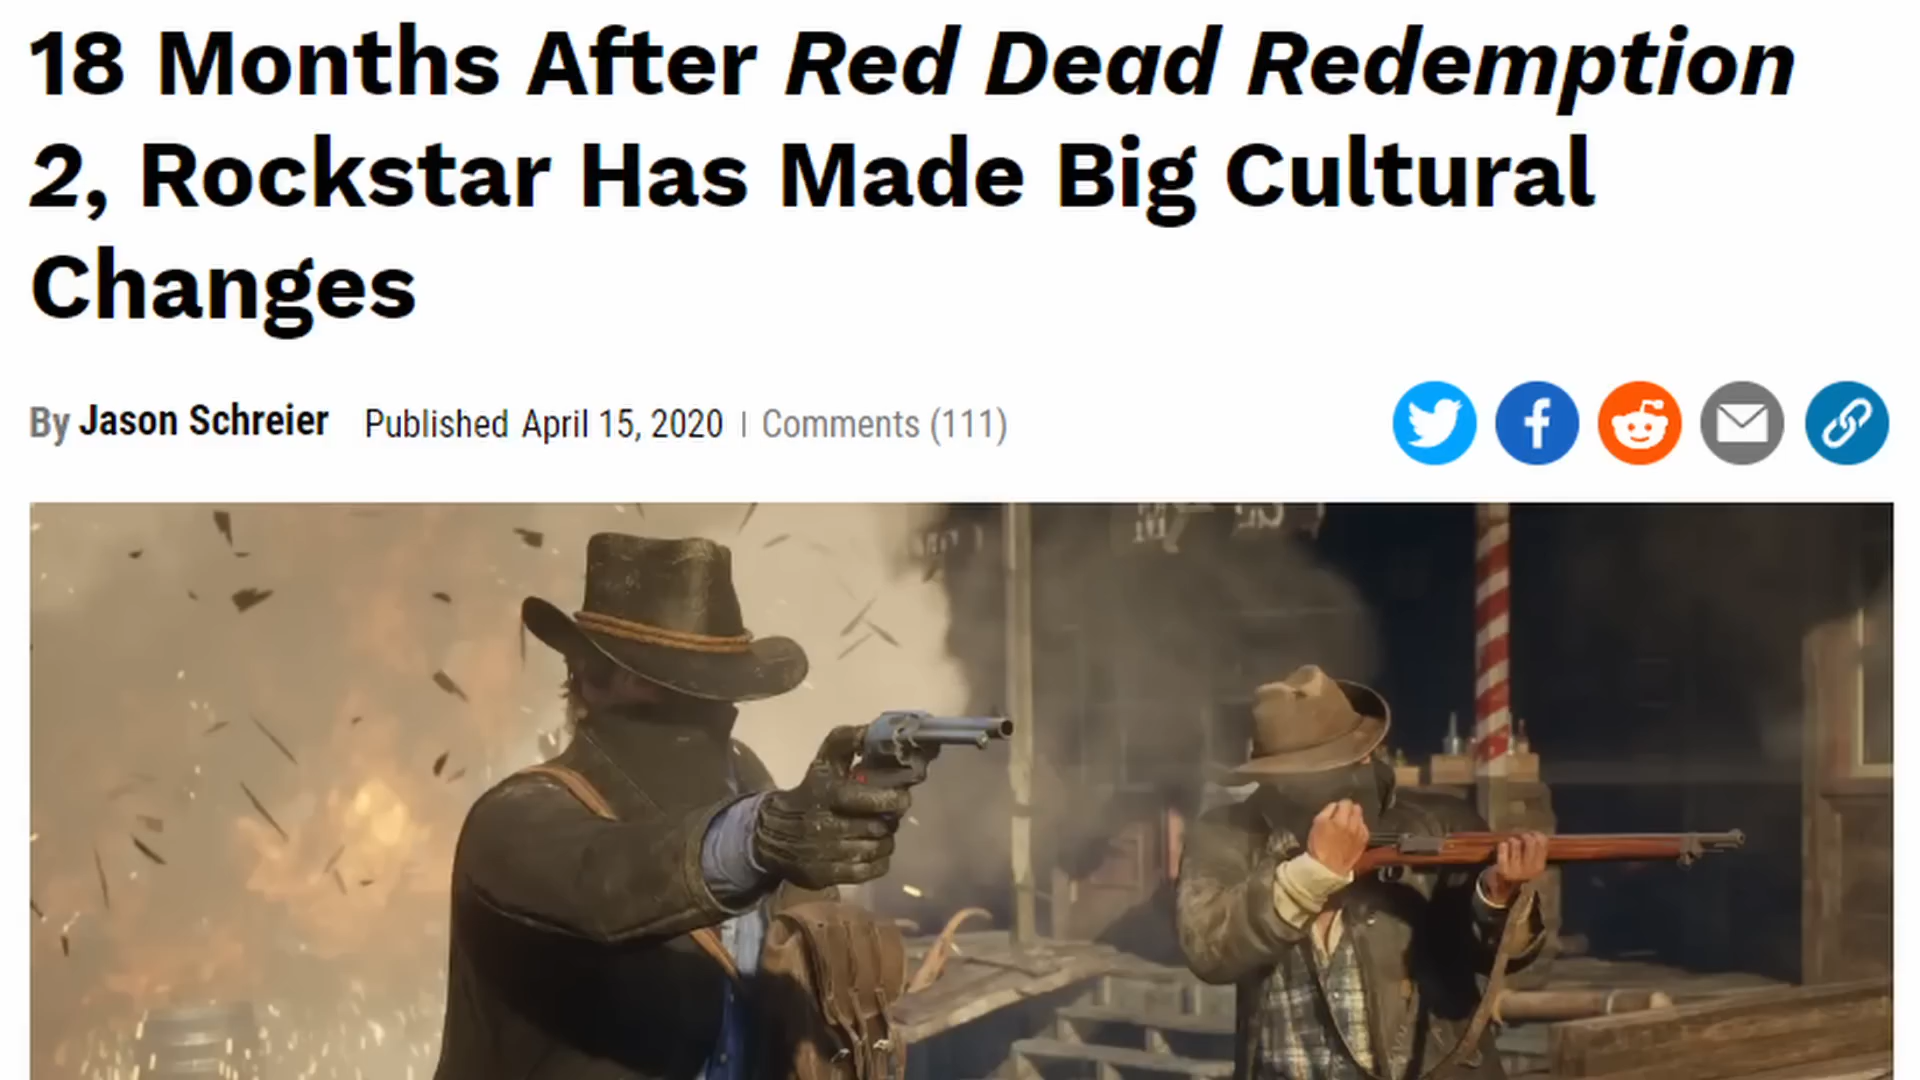 18 Months After Red Dead Redemption
2, Rockstar Has Made Big Cultural
Changes
By Jason Schreier Published April 15, 2020 | Comments (111)